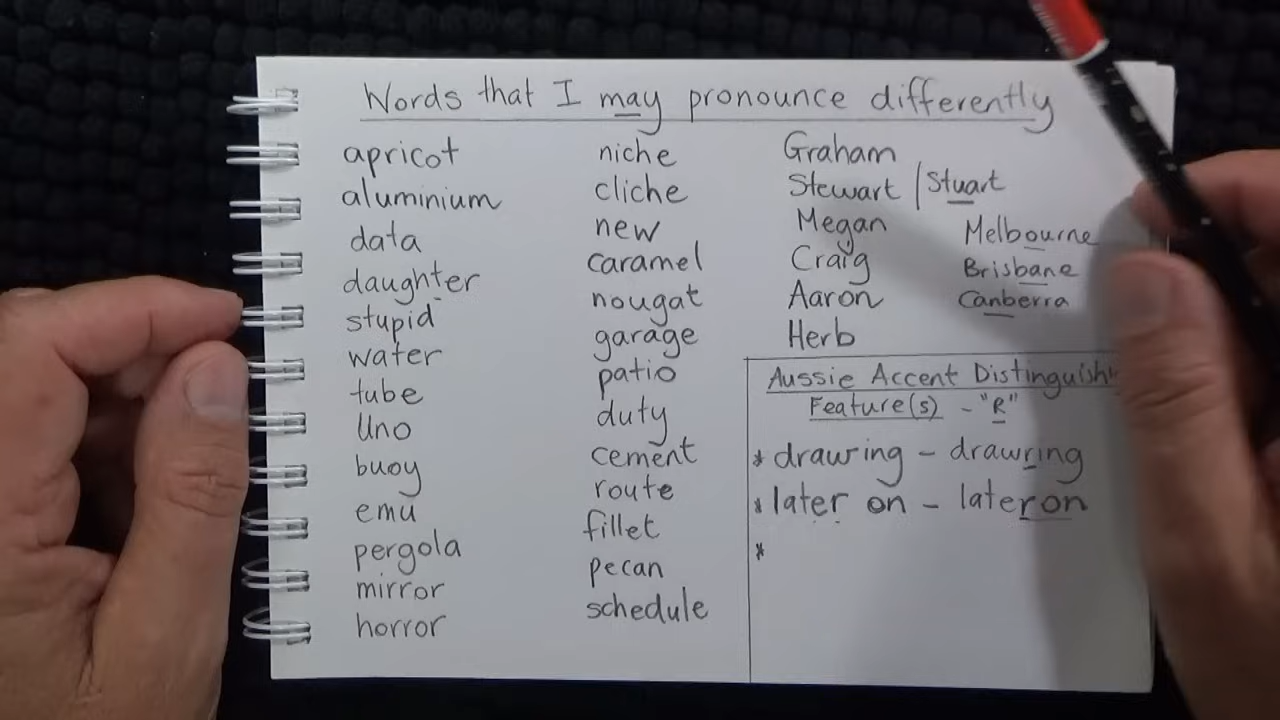 Words that I may pronounce differently
apricot
aluminium
data
daughter
stupid
water
tube
Uno
buoy
emu
pergola
mirror
horror
niche
cliche
new
caramel
nougat
garage
patio
duty
cement
route
fillet
pecan
schedule
Graham
Stewart / Stuart
Megan
Craig
Aaron
Herb
Melbourne
Brisbane
Canberra
Aussie Accent
Feature(s) - "R"
* drawing - drawring
* later on - lateron
*